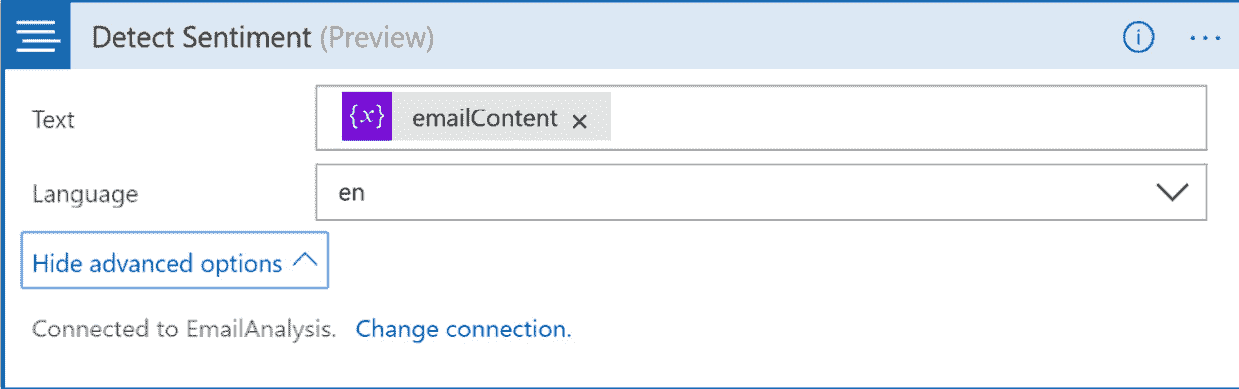 Detect Sentiment (Preview)
Text {x} emailContent ×
Language en
Hide advanced options
Connected to EmailAnalysis. Change connection.